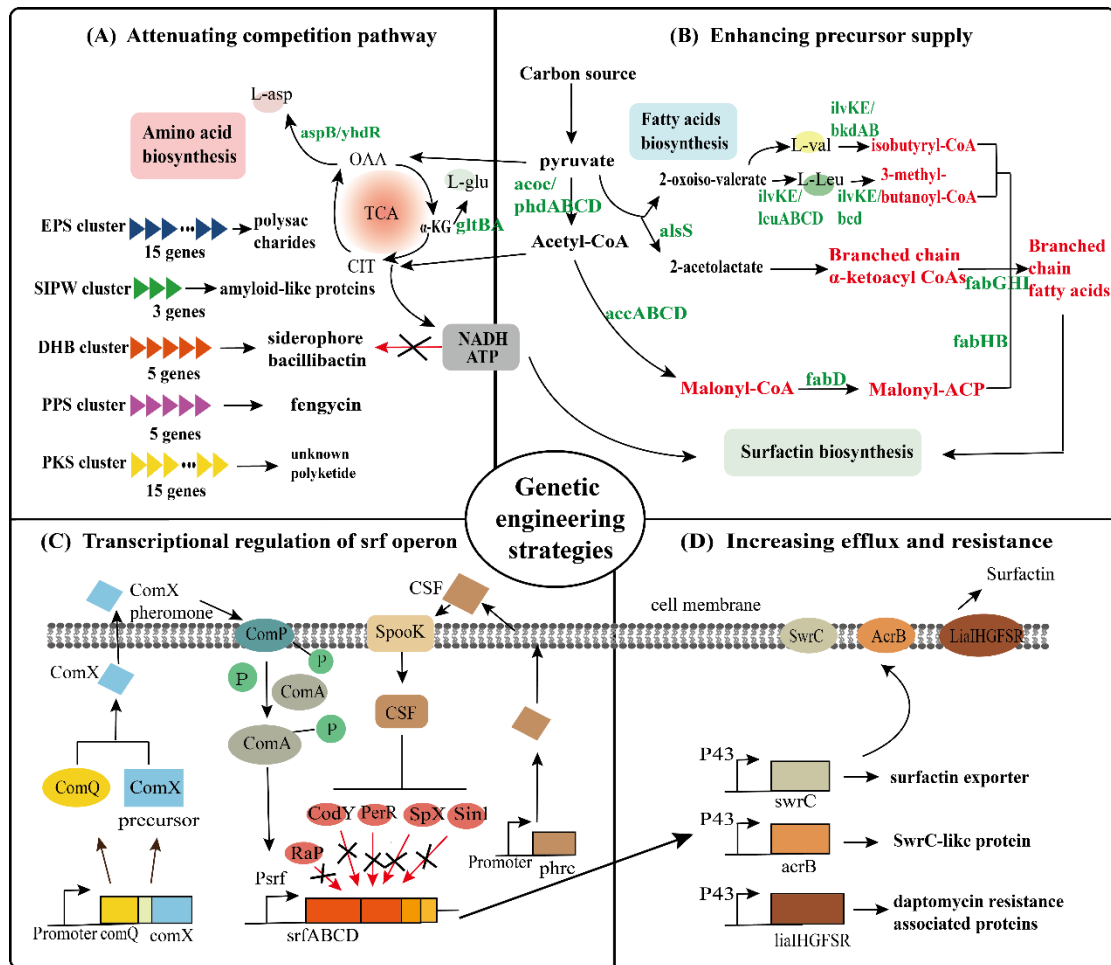 (A) Attenuating competition pathway
Amino acid
biosynthesis
L-asp
aspB/yhdR
OAA
TCA
L-glu
α-KG
gltBA
CIT
EPS cluster
15 genes
polysac
charides
SIPW cluster
3 genes
amyloid-like proteins
DHB cluster
5 genes
siderophore
bacillibactin
NADH
ATP
PPS cluster
5 genes
fengycin
PKS cluster
15 genes
unknown
polyketide
(B) Enhancing precursor supply
Carbon source
Fatty acids
biosynthesis
pyruvate
acoc/
phdABCD
Acetyl-CoA
alsS
accABCD
2-oxoiso-valerate
L-val
ilvKE/
bkdAB
isobutyryl-CoA
L-Leu
ilvKE/
leuABCD
ilvKE/
bcd
3-methyl-
butanoyl-CoA
2-acetolactate
Branched chain
α-ketoacyl CoAs
fabGHI
Branched
chain
fatty acids
fabHB
Malonyl-CoA
fabD
Malonyl-ACP
Surfactin biosynthesis
Genetic
engineering
strategies
(C) Transcriptional regulation of srf operon
ComX
pheromone
ComX
ComQ
ComX
precursor
Promoter
comQ
comX
ComP
P
P
ComA
ComA
P
Psrf
srfABCD
CSF
SpooK
CSF
CodY
PerR
SpX
SinI
RaP
Promoter
phrc
(D) Increasing efflux and resistance
Surfactin
cell membrane
SwrC
AcrB
LiaIHGFSR
P43
swrC
surfactin exporter
P43
acrB
SwrC-like protein
P43
liaIHGFSR
daptomycin resistance
associated proteins